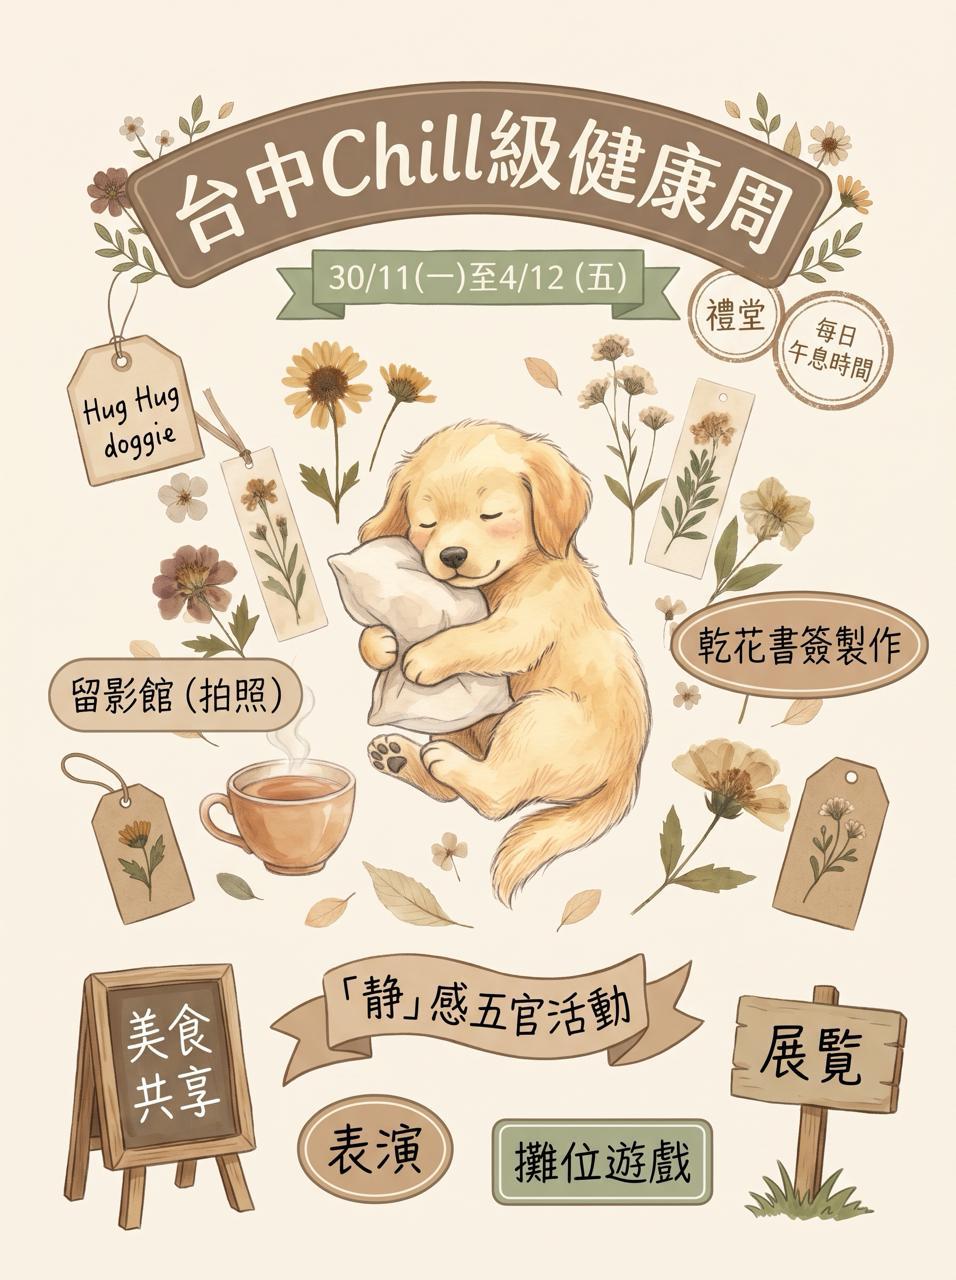 台中Chill級健康周
30/11(一)至4/12 (五)
禮堂
每日
午息時間
Hug Hug
doggie
乾花書簽製作
留影館 (拍照)
美食
共享
「静」感五官活動
展覽
表演
攤位遊戲